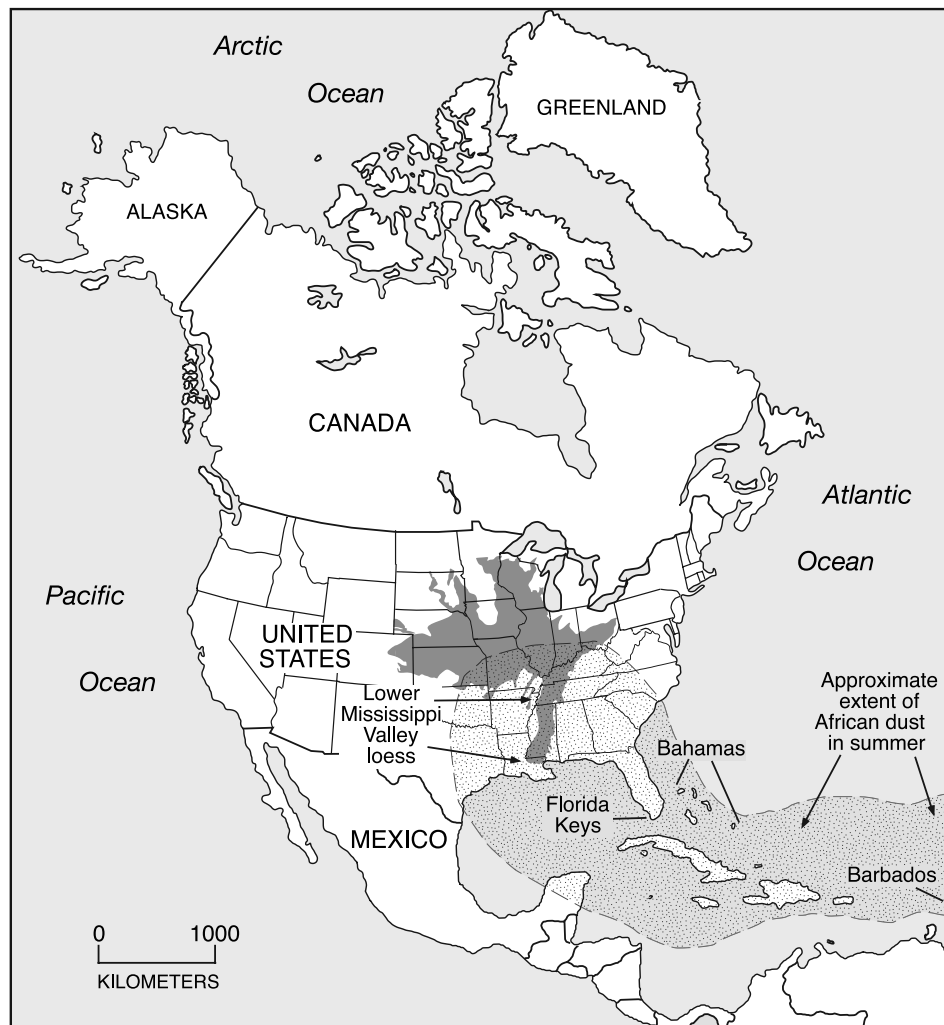 Arctic
Ocean
GREENLAND
ALASKA
CANADA
Atlantic
Ocean
Pacific
Ocean
UNITED
STATES
Lower
Mississippi
Valley
loess
Approximate
extent of
African dust
in summer
Bahamas
Florida
Keys
MEXICO
Barbados
0 1000
KILOMETERS